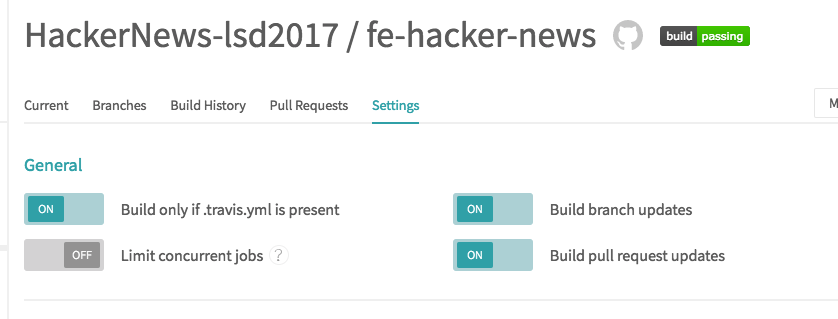 HackerNews-lsd2017 / fe-hacker-news build passing
Current Branches Build History Pull Requests Settings M
General
ON Build only if .travis.yml is present ON Build branch updates
OFF Limit concurrent jobs ? ON Build pull request updates